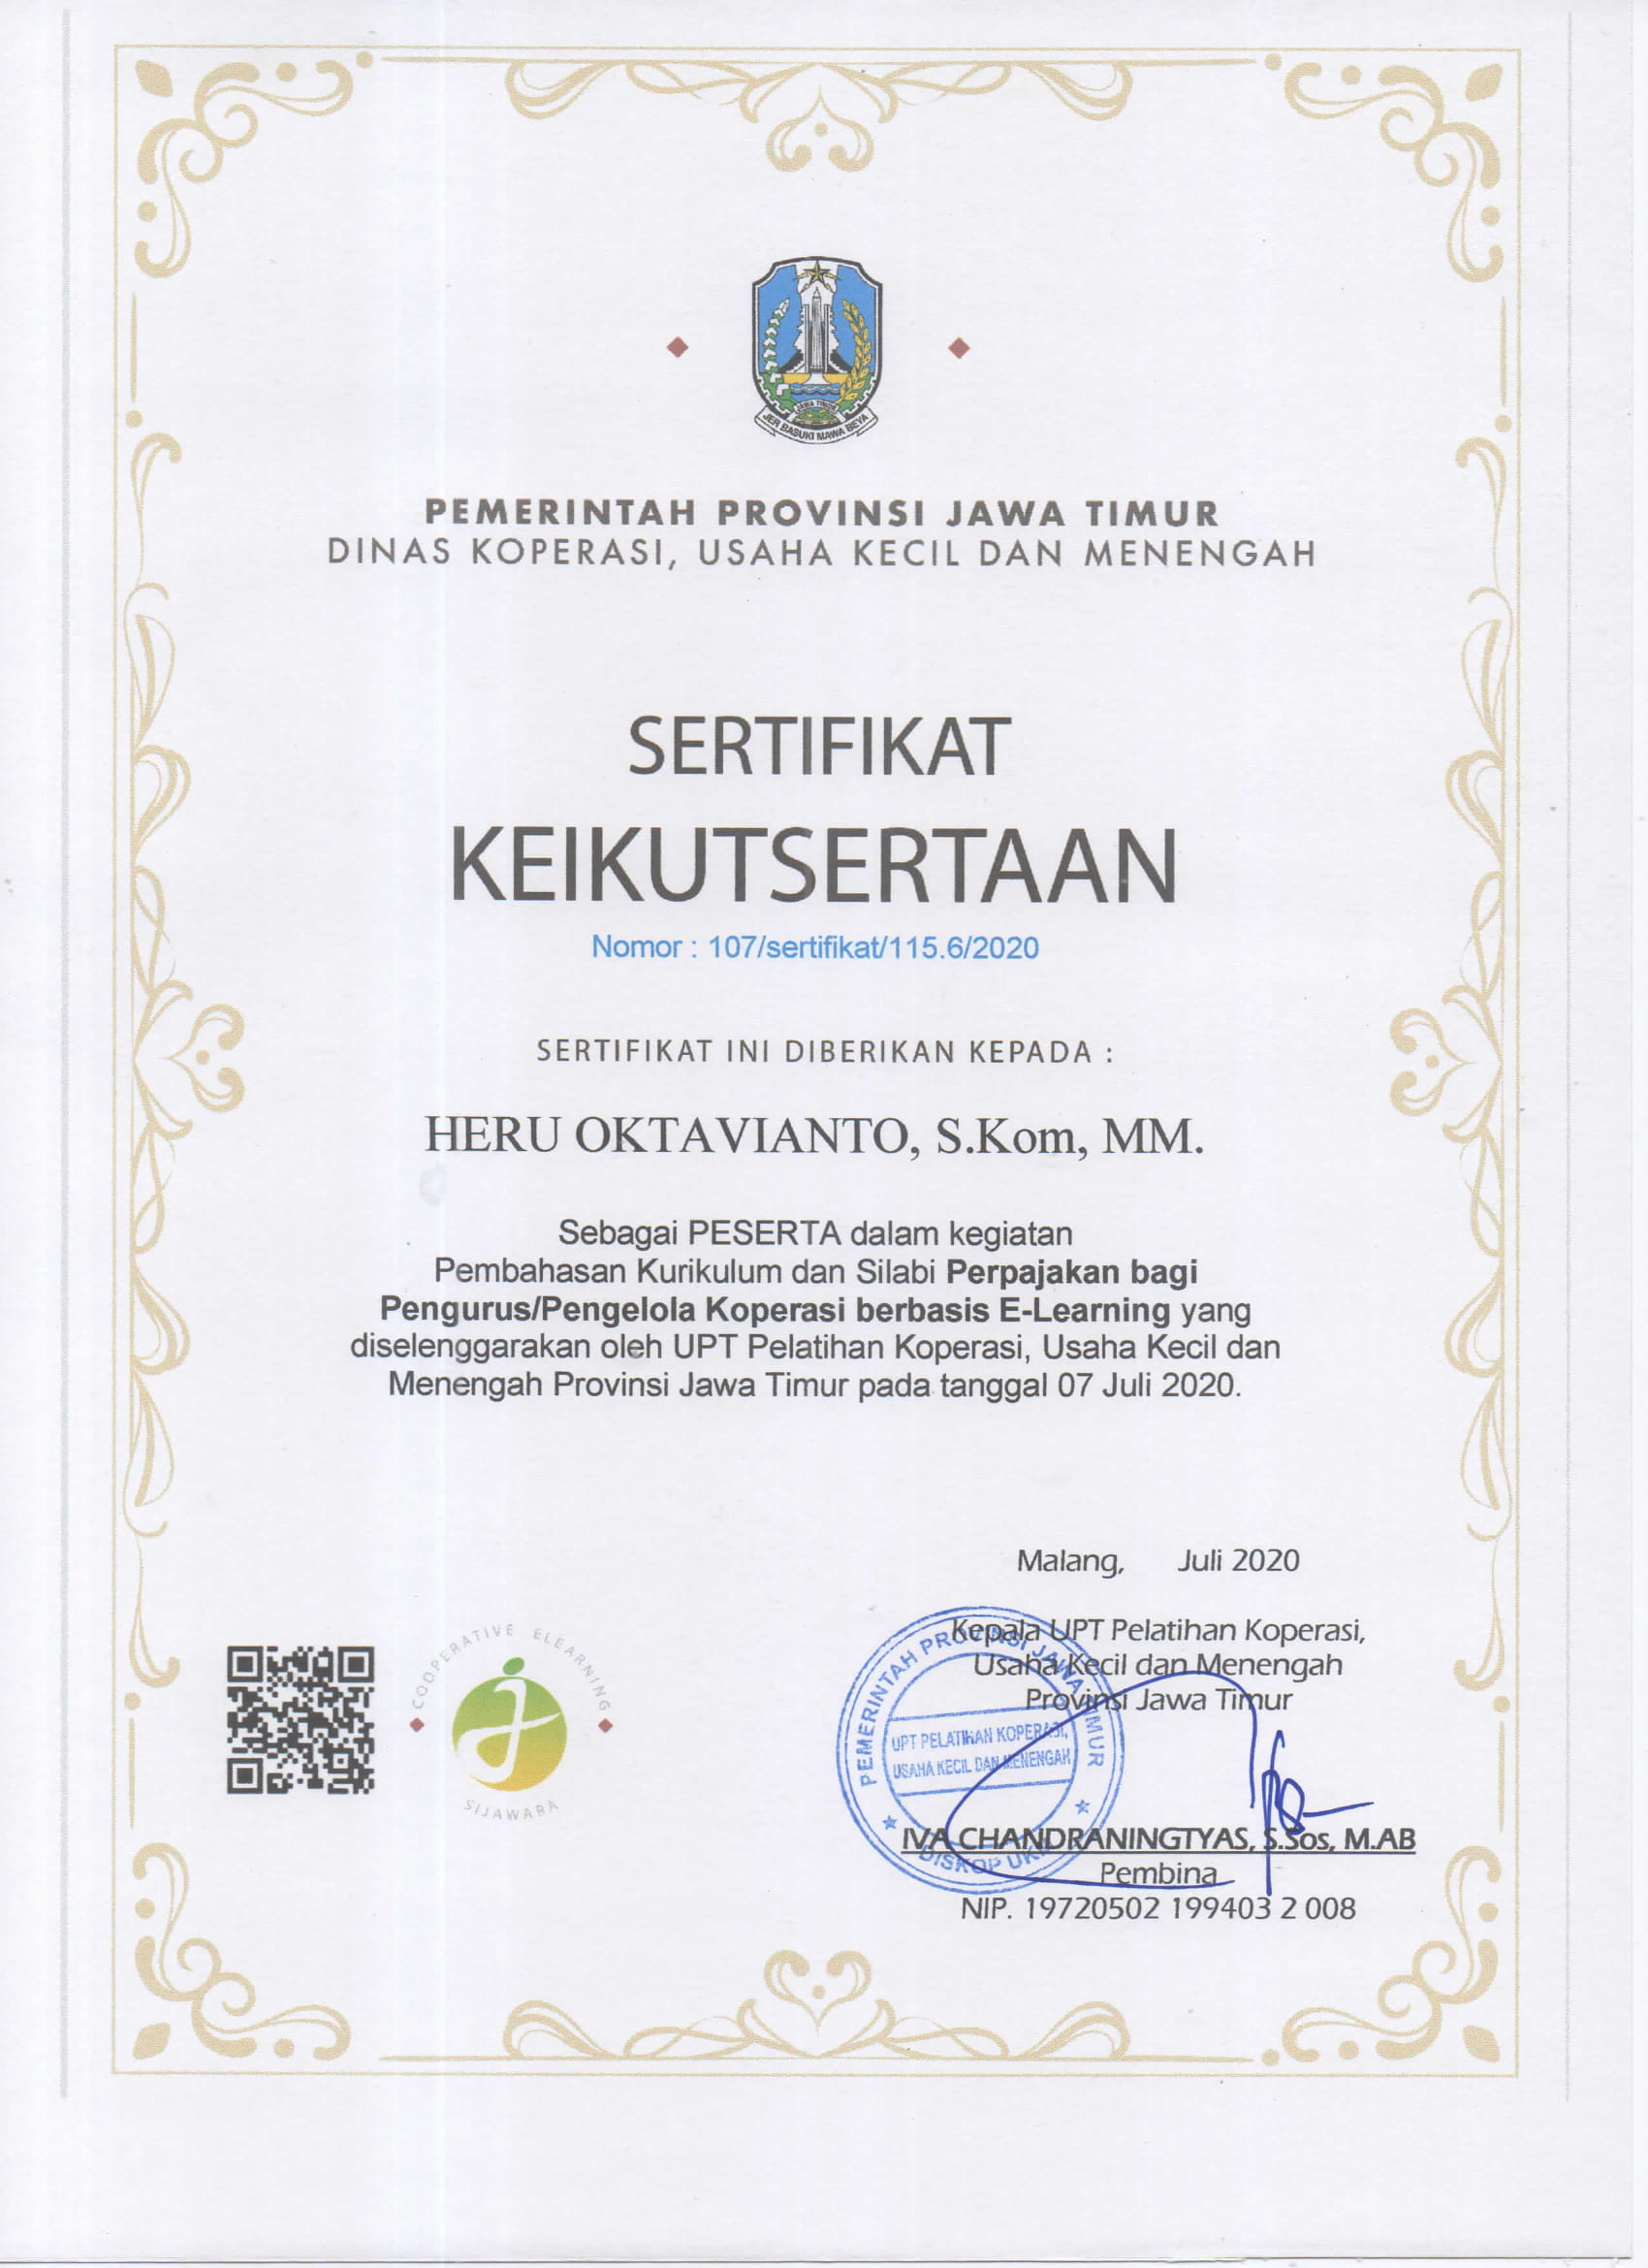 JAWA TIMUR
JER BASUKI MAWA BEYA
PEMERINTAH PROVINSI JAWA TIMUR
DINAS KOPERASI, USAHA KECIL DAN MENENGAH
SERTIFIKAT
KEIKUTSERTAAN
Nomor : 107/sertifikat/115.6/2020
SERTIFIKAT INI DIBERIKAN KEPADA :
HERU OKTAVIANTO, S.Kom, MM.
Sebagai PESERTA dalam kegiatan
Pembahasan Kurikulum dan Silabi Perpajakan bagi
Pengurus/Pengelola Koperasi berbasis E-Learning yang
diselenggarakan oleh UPT Pelatihan Koperasi, Usaha Kecil dan
Menengah Provinsi Jawa Timur pada tanggal 07 Juli 2020.
Malang, Juli 2020
Kepala UPT Pelatihan Koperasi,
Usaha Kecil dan Menengah
Provinsi Jawa Timur
COOPERATIVE ELEARNING
SIJAWARA
PEMERINTAH PROVINSI JAWA TIMUR
UPT PELATIHAN KOPERASI,
USAHA KECIL DAN MENENGAH
DISKOP UKM
IVA CHANDRANINGTYAS, S.Sos, M.AB
Pembina
NIP. 19720502 199403 2 008